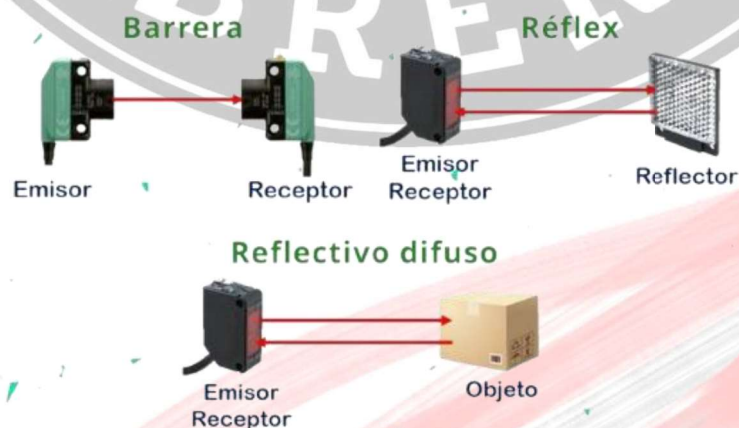 Barrera
Réflex
Emisor
Receptor
Emisor
Receptor
Reflector
Reflectivo difuso
Emisor
Receptor
Objeto